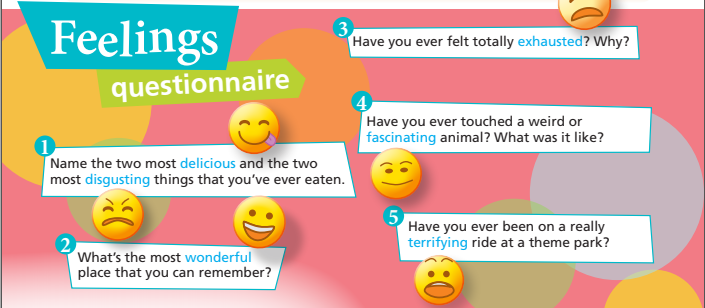 Feelings
questionnaire
1
Name the two most delicious and the two
most disgusting things that you've ever eaten.
2
What's the most wonderful
place that you can remember?
3
Have you ever felt totally exhausted? Why?
4
Have you ever touched a weird or
fascinating animal? What was it like?
5
Have you ever been on a really
terrifying ride at a theme park?